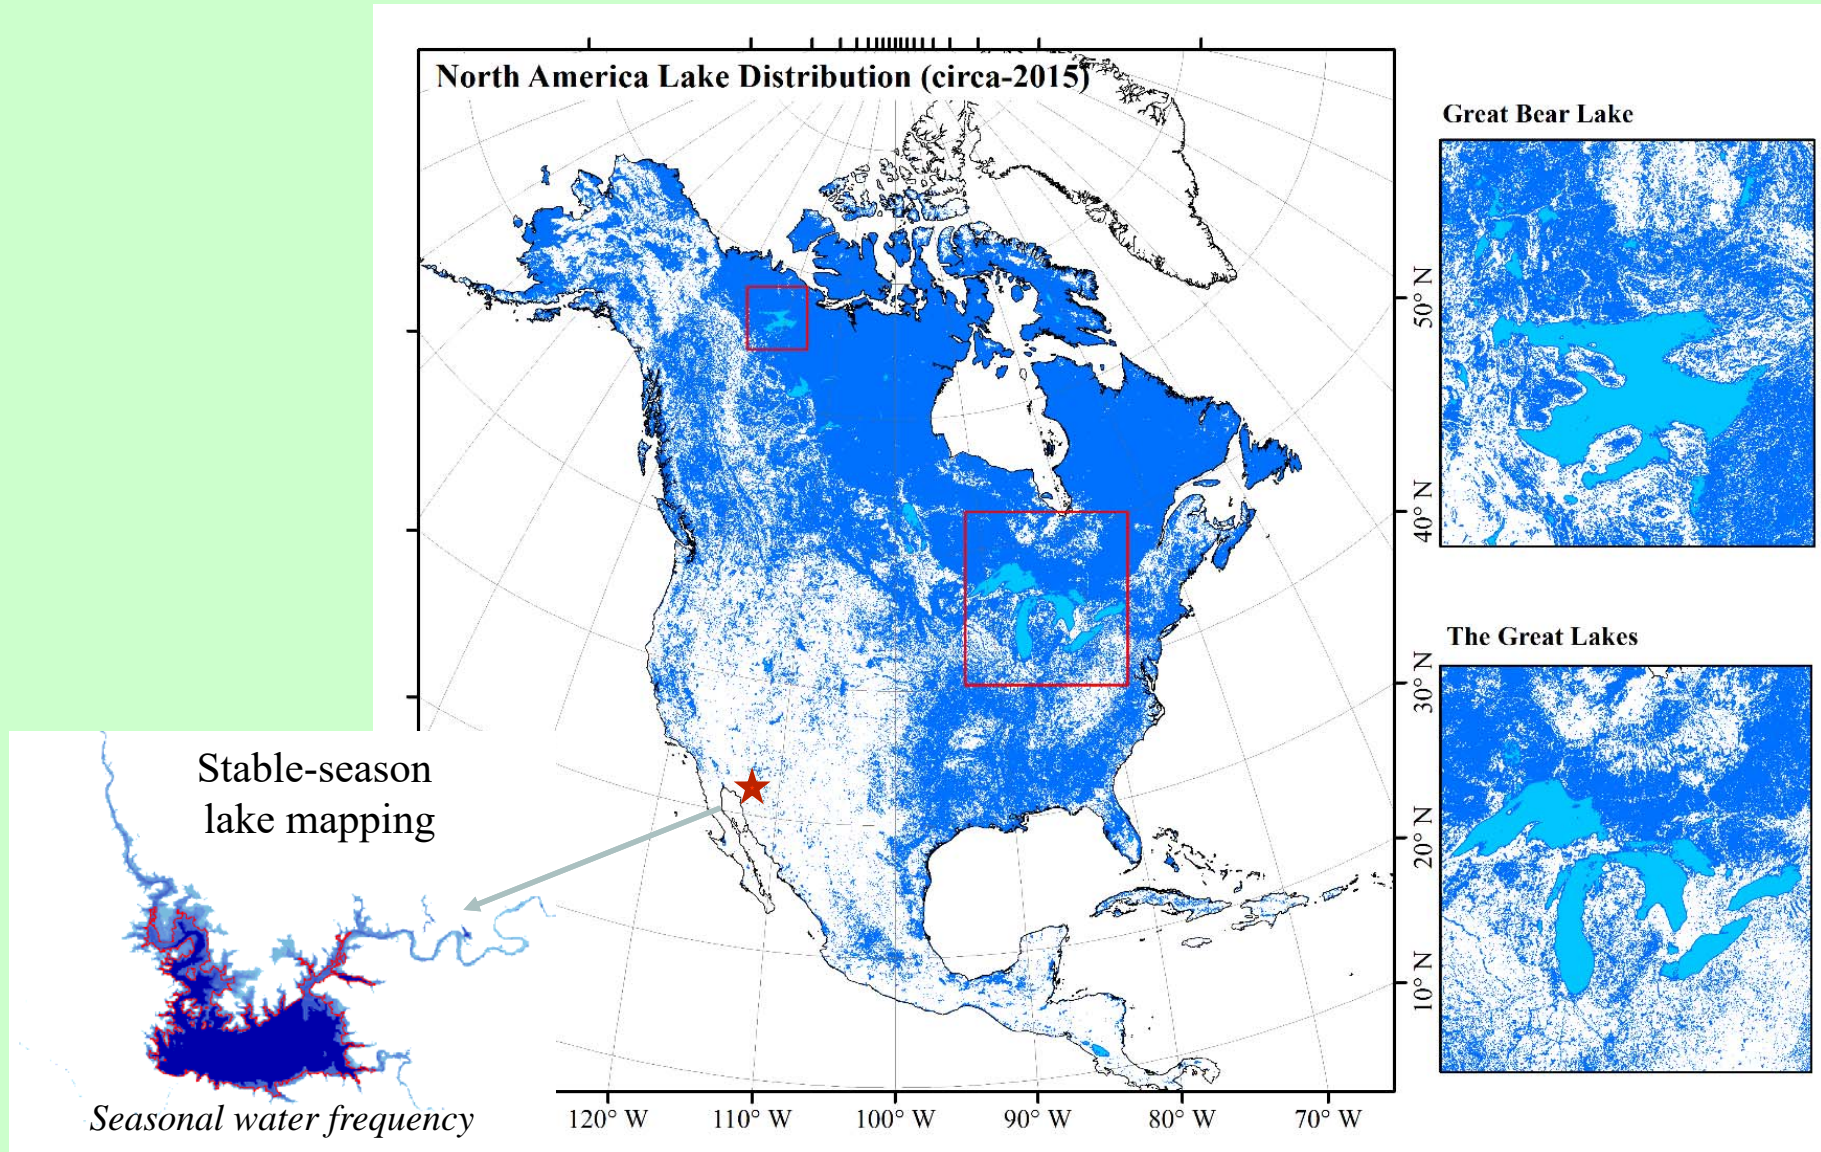 North America Lake Distribution (circa-2015)
Great Bear Lake
50° N
40° N
The Great Lakes
30° N
20° N
10° N
Stable-season
lake mapping
Seasonal water frequency
120° W 110° W 100° W 90° W 80° W 70° W